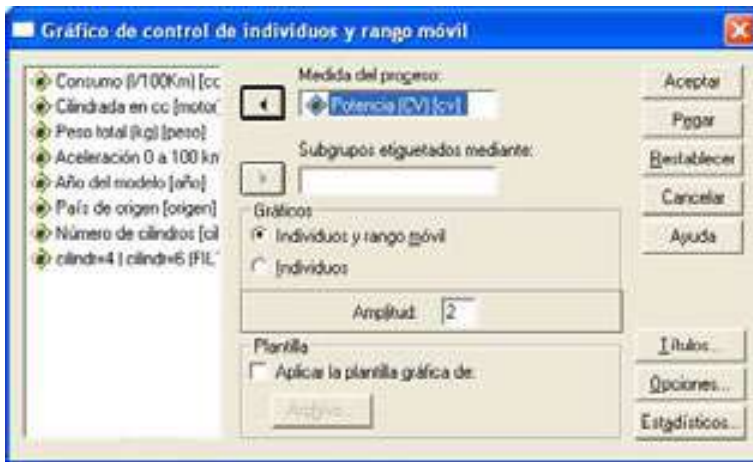 Gráfico de control de individuos y rango móvil
Consumo (l/100Km) [cc
Cilindrada en cc [motor
Peso total (kg) [peso]
Aceleración 0 a 100 km
Año del modelo [año]
País de origen [origen]
Número de cilindros [cil
cilindr=4 | cilindr=6 (FIL
Medida del proceso:
Potencia (CV) [cv]
Subgrupos etiquetados mediante:
Gráficos
Individuos y rango móvil
Individuos
Amplitud: 2
Plantilla
Aplicar la plantilla gráfica de:
Archivo...
Aceptar
Pegar
Restablecer
Cancelar
Ayuda
Títulos...
Opciones...
Estadísticos...